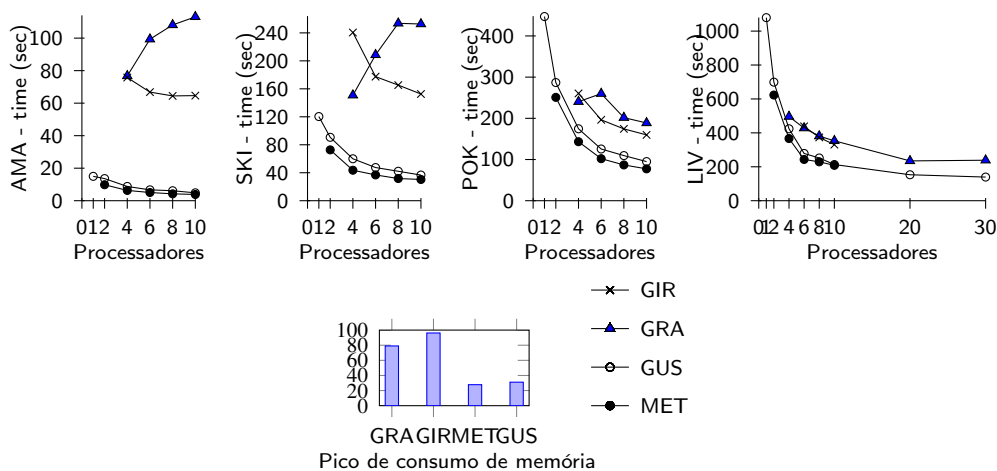 AMA - time (sec)
100
80
60
40
20
0
0 1 2 4 6 8 10
Processadores
SKI - time (sec)
240
200
160
120
80
40
0
0 1 2 4 6 8 10
Processadores
POK - time (sec)
400
300
200
100
0
0 1 2 4 6 8 10
Processadores
LIV - time (sec)
1000
800
600
400
200
0
0 1 2 4 6 8 10 20 30
Processadores
GIR
GRA
GUS
MET
100
80
60
40
20
0
GRA GIR MET GUS
Pico de consumo de memória